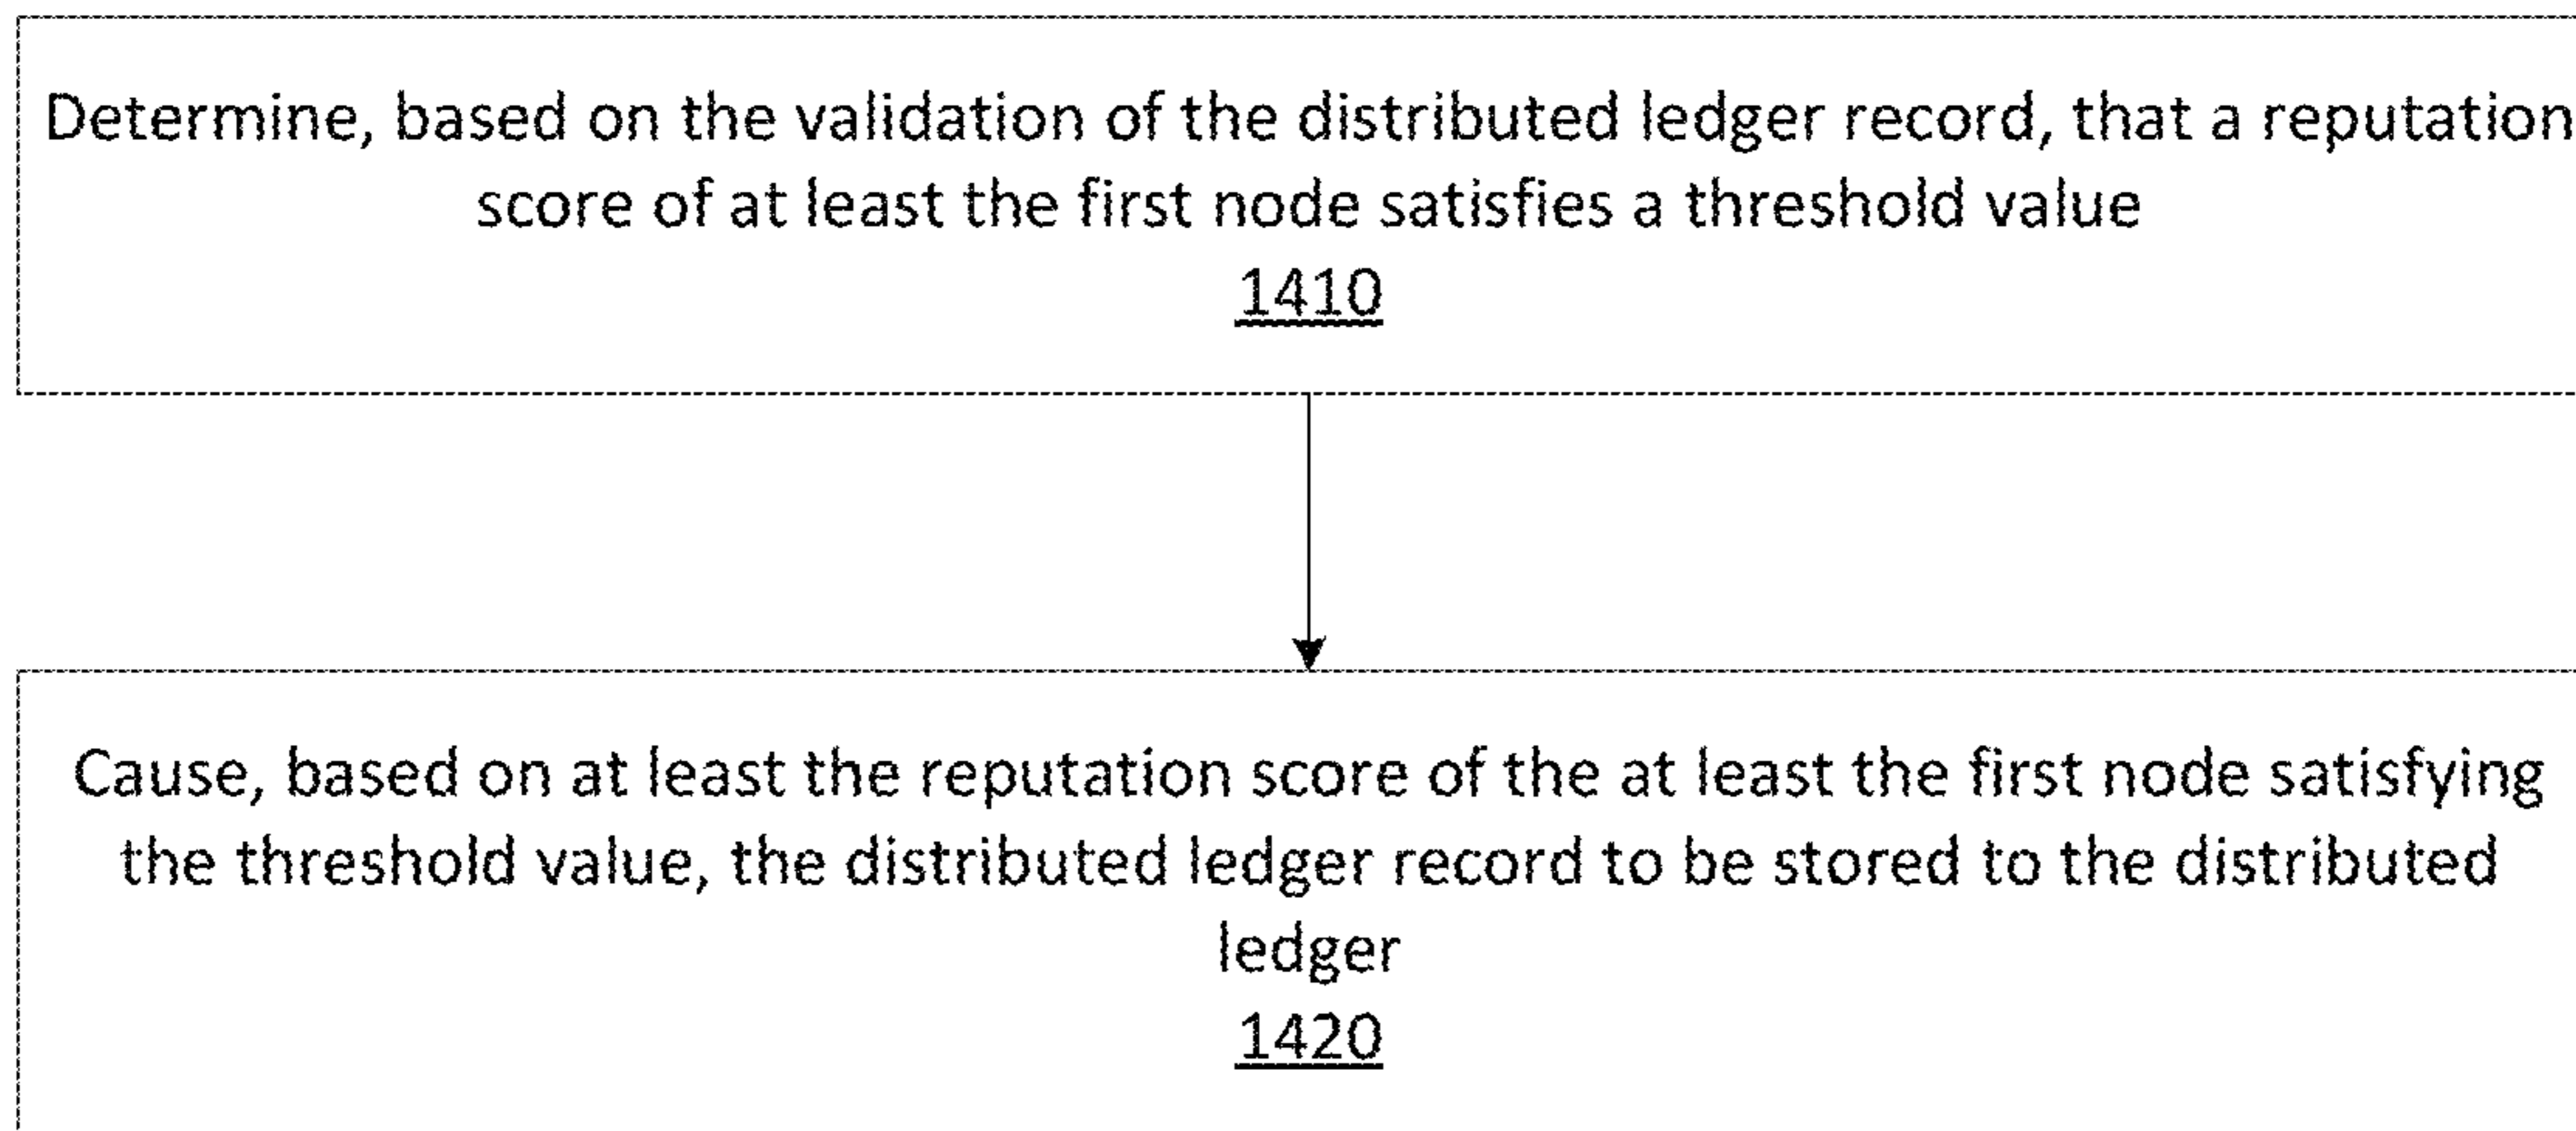 Determine, based on the validation of the distributed ledger record, that a reputation
score of at least the first node satisfies a threshold value
1410
Cause, based on at least the reputation score of the at least the first node satisfying
the threshold value, the distributed ledger record to be stored to the distributed
ledger
1420